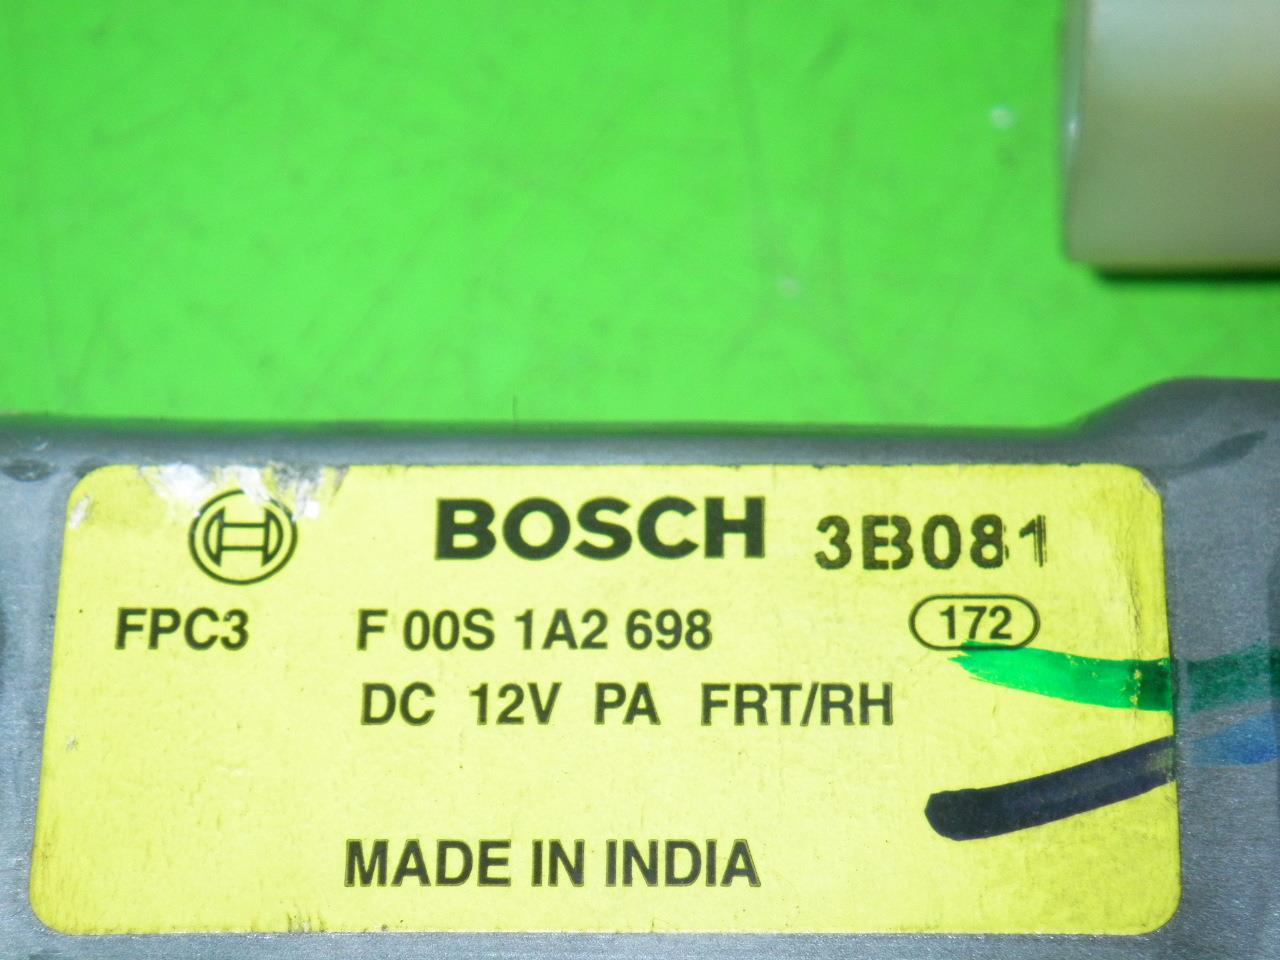 BOSCH 3B081
FPC3 F 00S 1A2 698 172
DC 12V PA FRT/RH
MADE IN INDIA